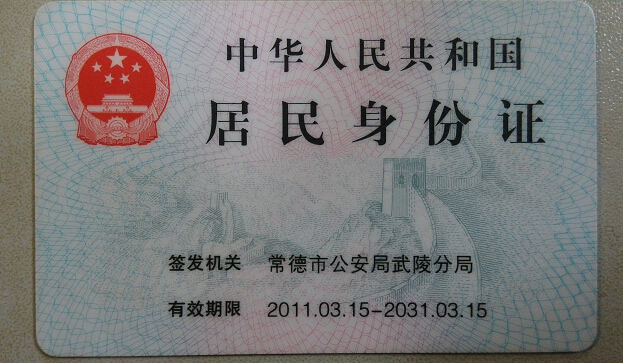 中华人民共和国
居民身份证
签发机关 常德市公安局武陵分局
有效期限 2011.03.15-2031.03.15